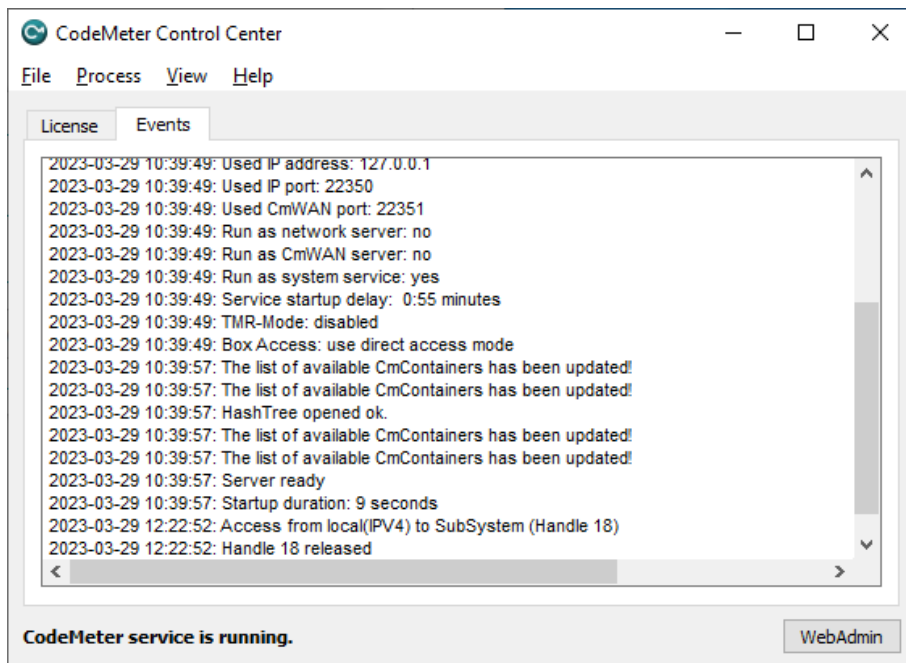 CodeMeter Control Center
File Process View Help
License Events
2023-03-29 10:39:49: Used IP address: 127.0.0.1
2023-03-29 10:39:49: Used IP port: 22350
2023-03-29 10:39:49: Used CmWAN port: 22351
2023-03-29 10:39:49: Run as network server: no
2023-03-29 10:39:49: Run as CmWAN server: no
2023-03-29 10:39:49: Run as system service: yes
2023-03-29 10:39:49: Service startup delay:  0:55 minutes
2023-03-29 10:39:49: TMR-Mode: disabled
2023-03-29 10:39:49: Box Access: use direct access mode
2023-03-29 10:39:57: The list of available CmContainers has been updated!
2023-03-29 10:39:57: The list of available CmContainers has been updated!
2023-03-29 10:39:57: HashTree opened ok.
2023-03-29 10:39:57: The list of available CmContainers has been updated!
2023-03-29 10:39:57: The list of available CmContainers has been updated!
2023-03-29 10:39:57: Server ready
2023-03-29 10:39:57: Startup duration: 9 seconds
2023-03-29 12:22:52: Access from local(IPV4) to SubSystem (Handle 18)
2023-03-29 12:22:52: Handle 18 released
CodeMeter service is running.
WebAdmin